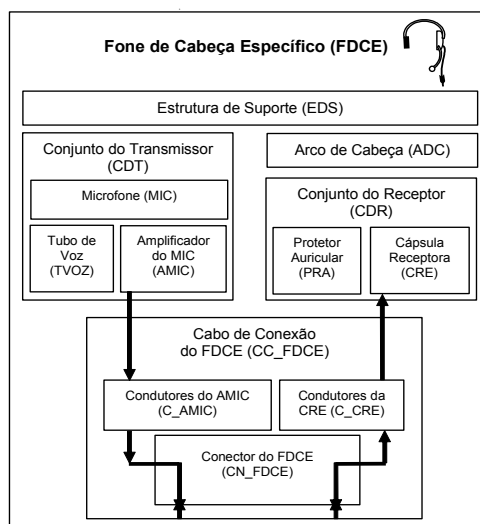 Fone de Cabeça Específico (FDCE)
Estrutura de Suporte (EDS)
Conjunto do Transmissor
(CDT)
Microfone (MIC)
Tubo de
Voz
(TVOZ)
Amplificador
do MIC
(AMIC)
Arco de Cabeça (ADC)
Conjunto do Receptor
(CDR)
Protetor
Auricular
(PRA)
Cápsula
Receptora
(CRE)
Cabo de Conexão
do FDCE (CC_FDCE)
Condutores do AMIC
(C_AMIC)
Condutores da
CRE (C_CRE)
Conector do FDCE
(CN_FDCE)